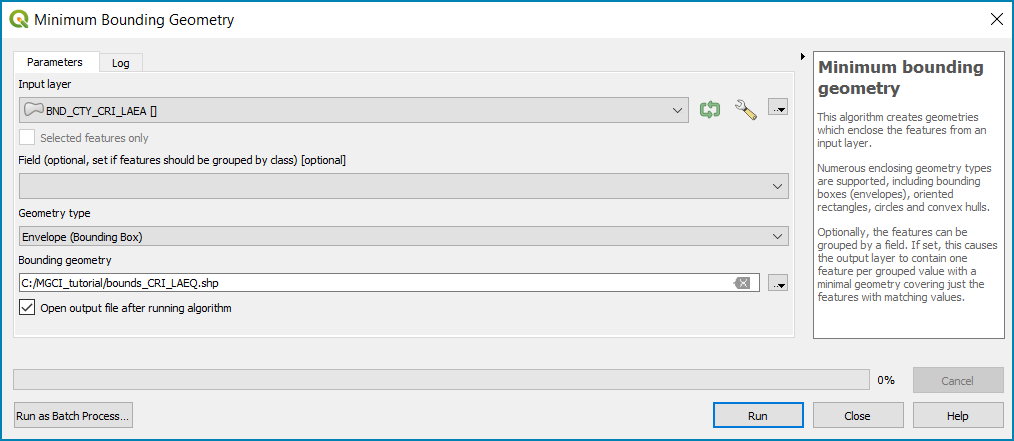 Minimum Bounding Geometry
Parameters
Log
Input layer
BND_CTY_CRI_LAEA []
Selected features only
Field (optional, set if features should be grouped by class) [optional]
Geometry type
Envelope (Bounding Box)
Bounding geometry
C:/MGCI_tutorial/bounds_CRI_LAEQ.shp
Open output file after running algorithm
Minimum bounding
geometry
This algorithm creates geometries
which enclose the features from an
input layer.
Numerous enclosing geometry types
are supported, including bounding
boxes (envelopes), oriented
rectangles, circles and convex hulls.
Optionally, the features can be
grouped by a field. If set, this causes
the output layer to contain one
feature per grouped value with a
minimal geometry covering just the
features with matching values.
0%
Cancel
Run as Batch Process...
Run
Close
Help